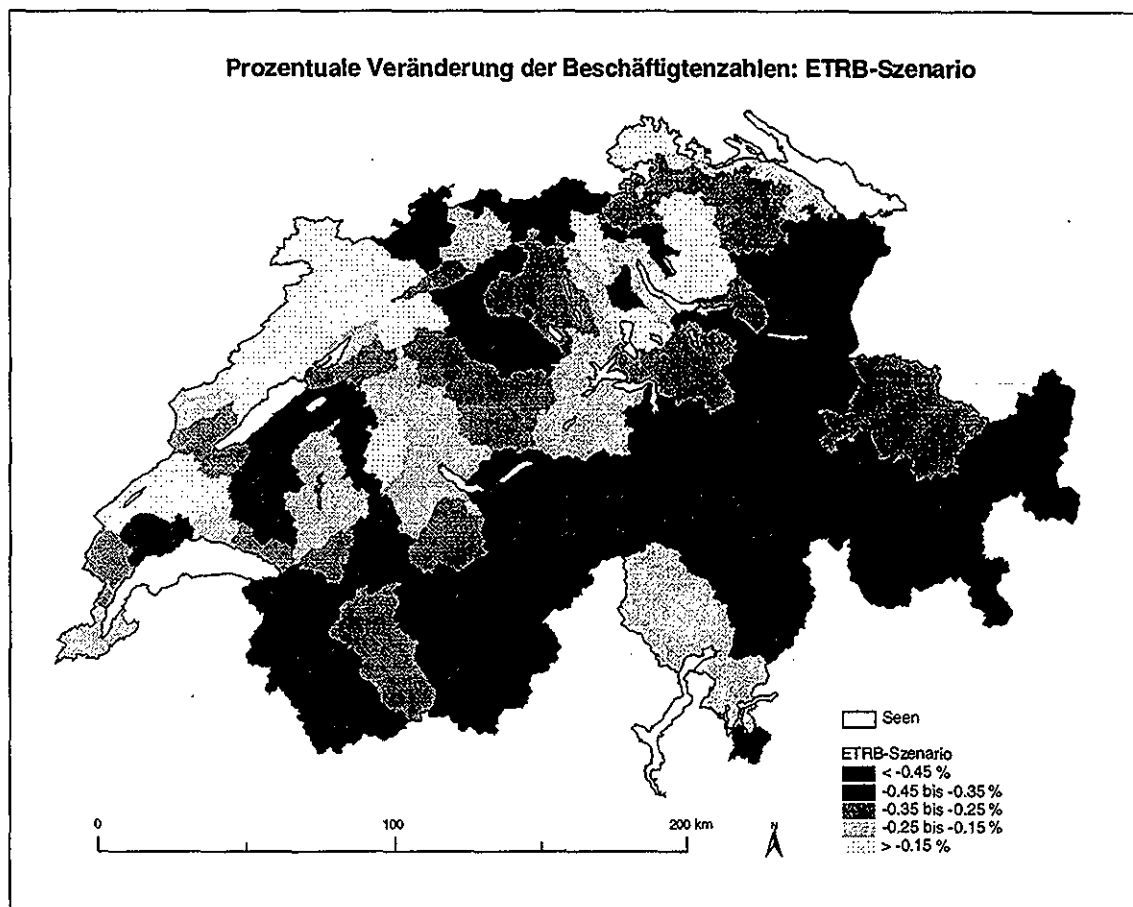 Prozentuale Veränderung der Beschäftigtenzahlen: ETRB-Szenario
Seen
ETRB-Szenario
< -0.45 %
-0.45 bis -0.35 %
-0.35 bis -0.25 %
-0.25 bis -0.15 %
> -0.15 %
0 100 200 km
N